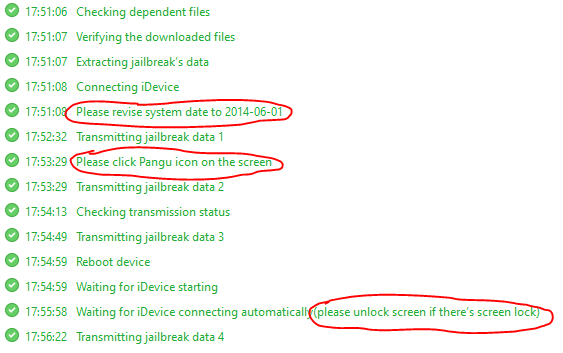 17:51:06 Checking dependent files
17:51:07 Verifying the downloaded files
17:51:07 Extracting jailbreak's data
17:51:08 Connecting iDevice
17:51:08 Please revise system date to 2014-06-01
17:52:32 Transmitting jailbreak data 1
17:53:29 Please click Pangu icon on the screen
17:53:29 Transmitting jailbreak data 2
17:54:13 Checking transmission status
17:54:49 Transmitting jailbreak data 3
17:54:59 Reboot device
17:54:59 Waiting for iDevice starting
17:55:58 Waiting for iDevice connecting automatically(please unlock screen if there's screen lock)
17:56:22 Transmitting jailbreak data 4